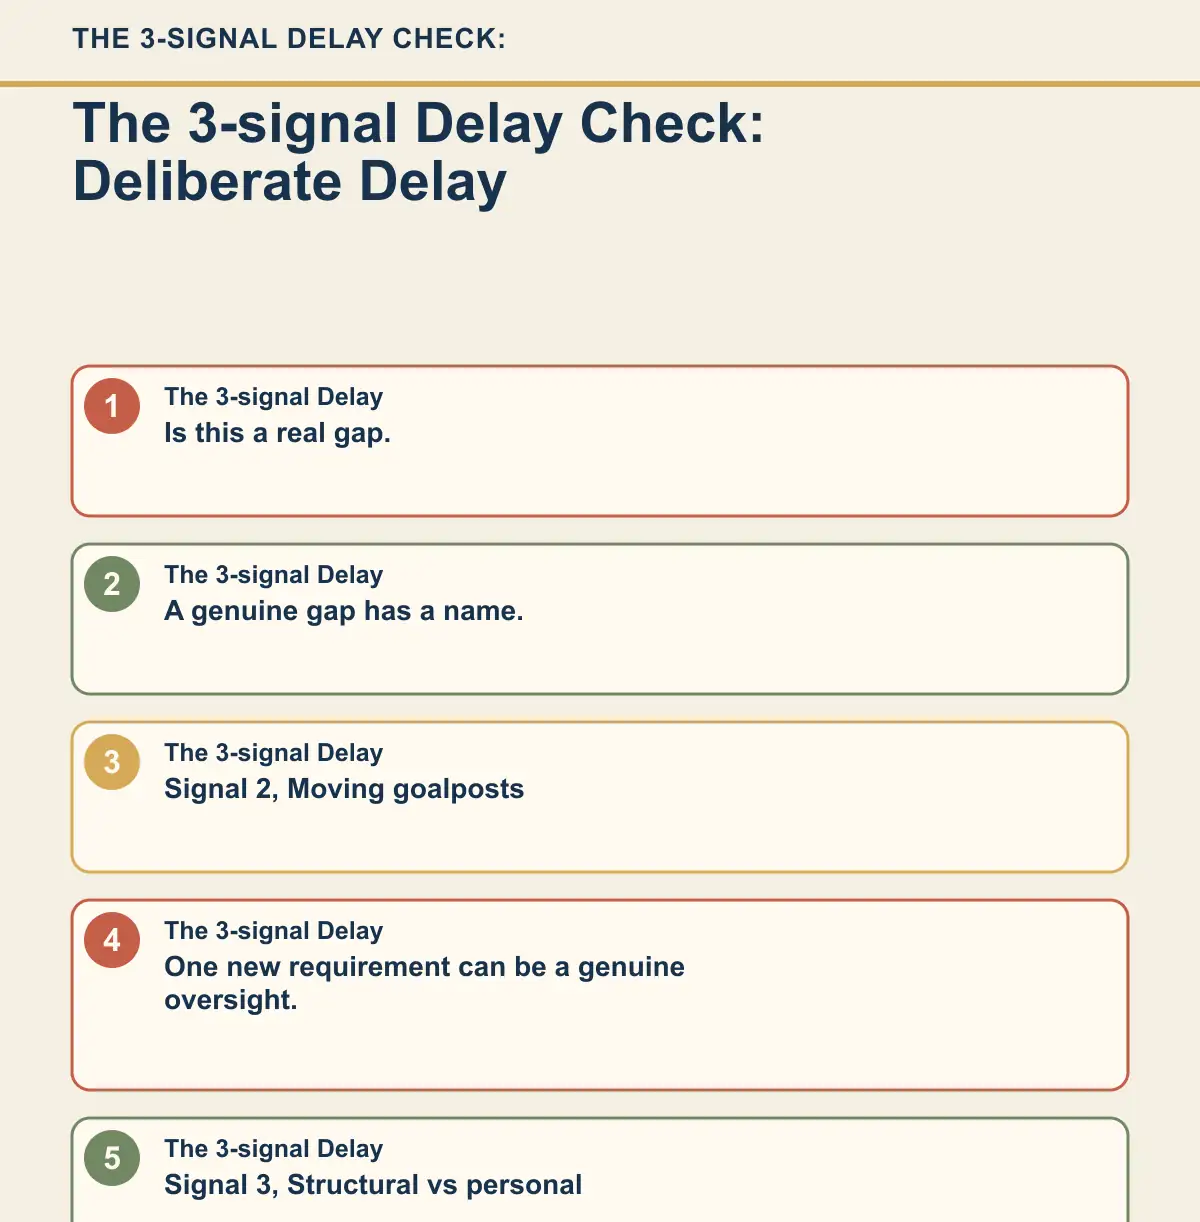 THE 3-SIGNAL DELAY CHECK:
The 3-signal Delay Check:
Deliberate Delay
1
The 3-signal Delay
Is this a real gap.
2
The 3-signal Delay
A genuine gap has a name.
3
The 3-signal Delay
Signal 2, Moving goalposts
4
The 3-signal Delay
One new requirement can be a genuine
oversight.
5
The 3-signal Delay
Signal 3, Structural vs personal